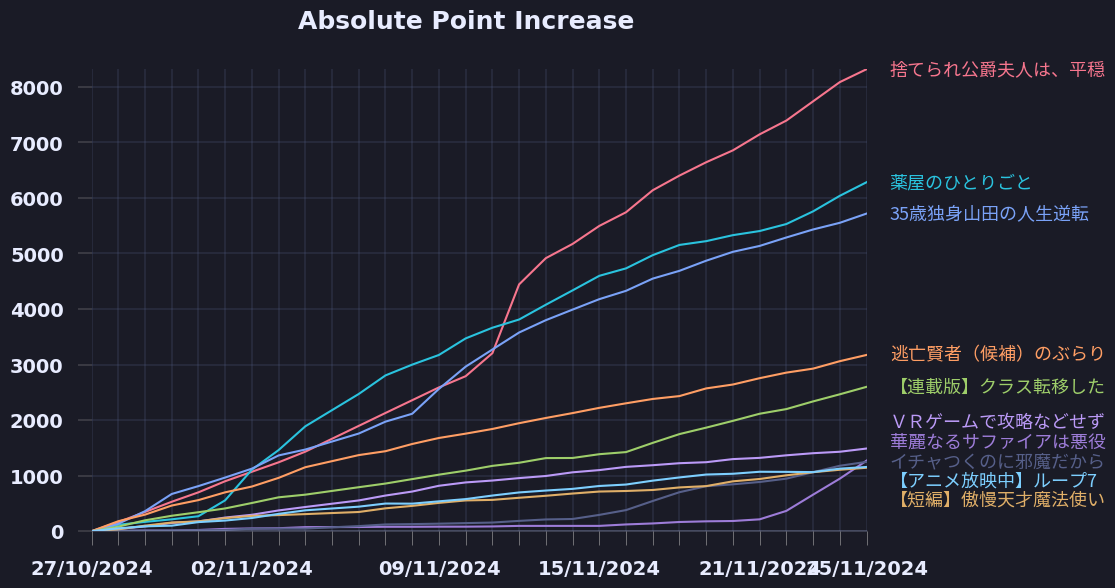 Absolute Point Increase
8000
7000
6000
5000
4000
3000
2000
1000
0
捨てられ公爵夫人は、平穏
薬屋のひとりごと
35歳独身山田の人生逆転
逃亡賢者（候補）のぶらり
【連載版】クラス転移した
ＶＲゲームで攻略などせず
華麗なるサファイアは悪役
イチャつくのに邪魔だから
【アニメ放映中】ループ7
【短編】傲慢天才魔法使い
27/10/2024 02/11/2024 09/11/2024 15/11/2024 21/11/2024 25/11/2024